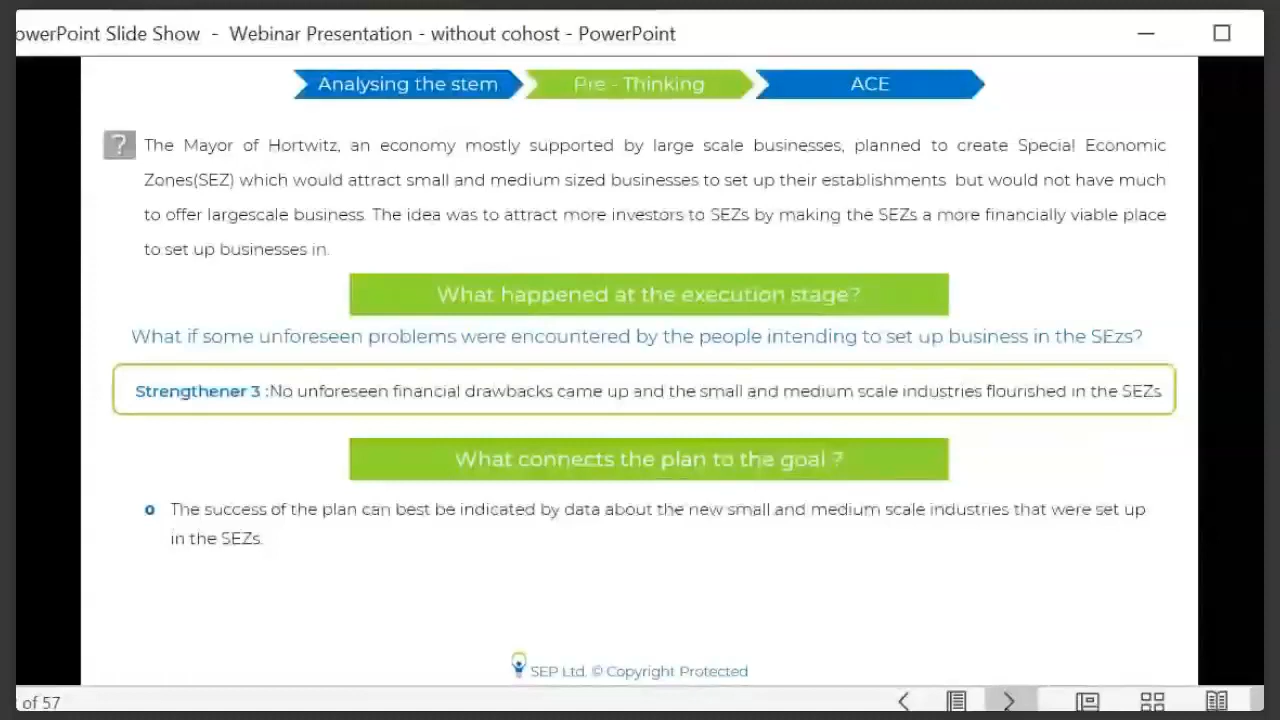 owerPoint Slide Show - Webinar Presentation - without cohost - PowerPoint
Analysing the stem
Pre - Thinking
ACE
?
The Mayor of Hortwitz, an economy mostly supported by large scale businesses, planned to create Special Economic
Zones(SEZ) which would attract small and medium sized businesses to set up their establishments but would not have much
to offer largescale business. The idea was to attract more investors to SEZs by making the SEZs a more financially viable place
to set up businesses in.
What happened at the execution stage?
What if some unforeseen problems were encountered by the people intending to set up business in the SEzs?
Strengthener 3 :No unforeseen financial drawbacks came up and the small and medium scale industries flourished in the SEZs
What connects the plan to the goal ?
o The success of the plan can best be indicated by data about the new small and medium scale industries that were set up
in the SEZs.
SEP Ltd. © Copyright Protected
of 57